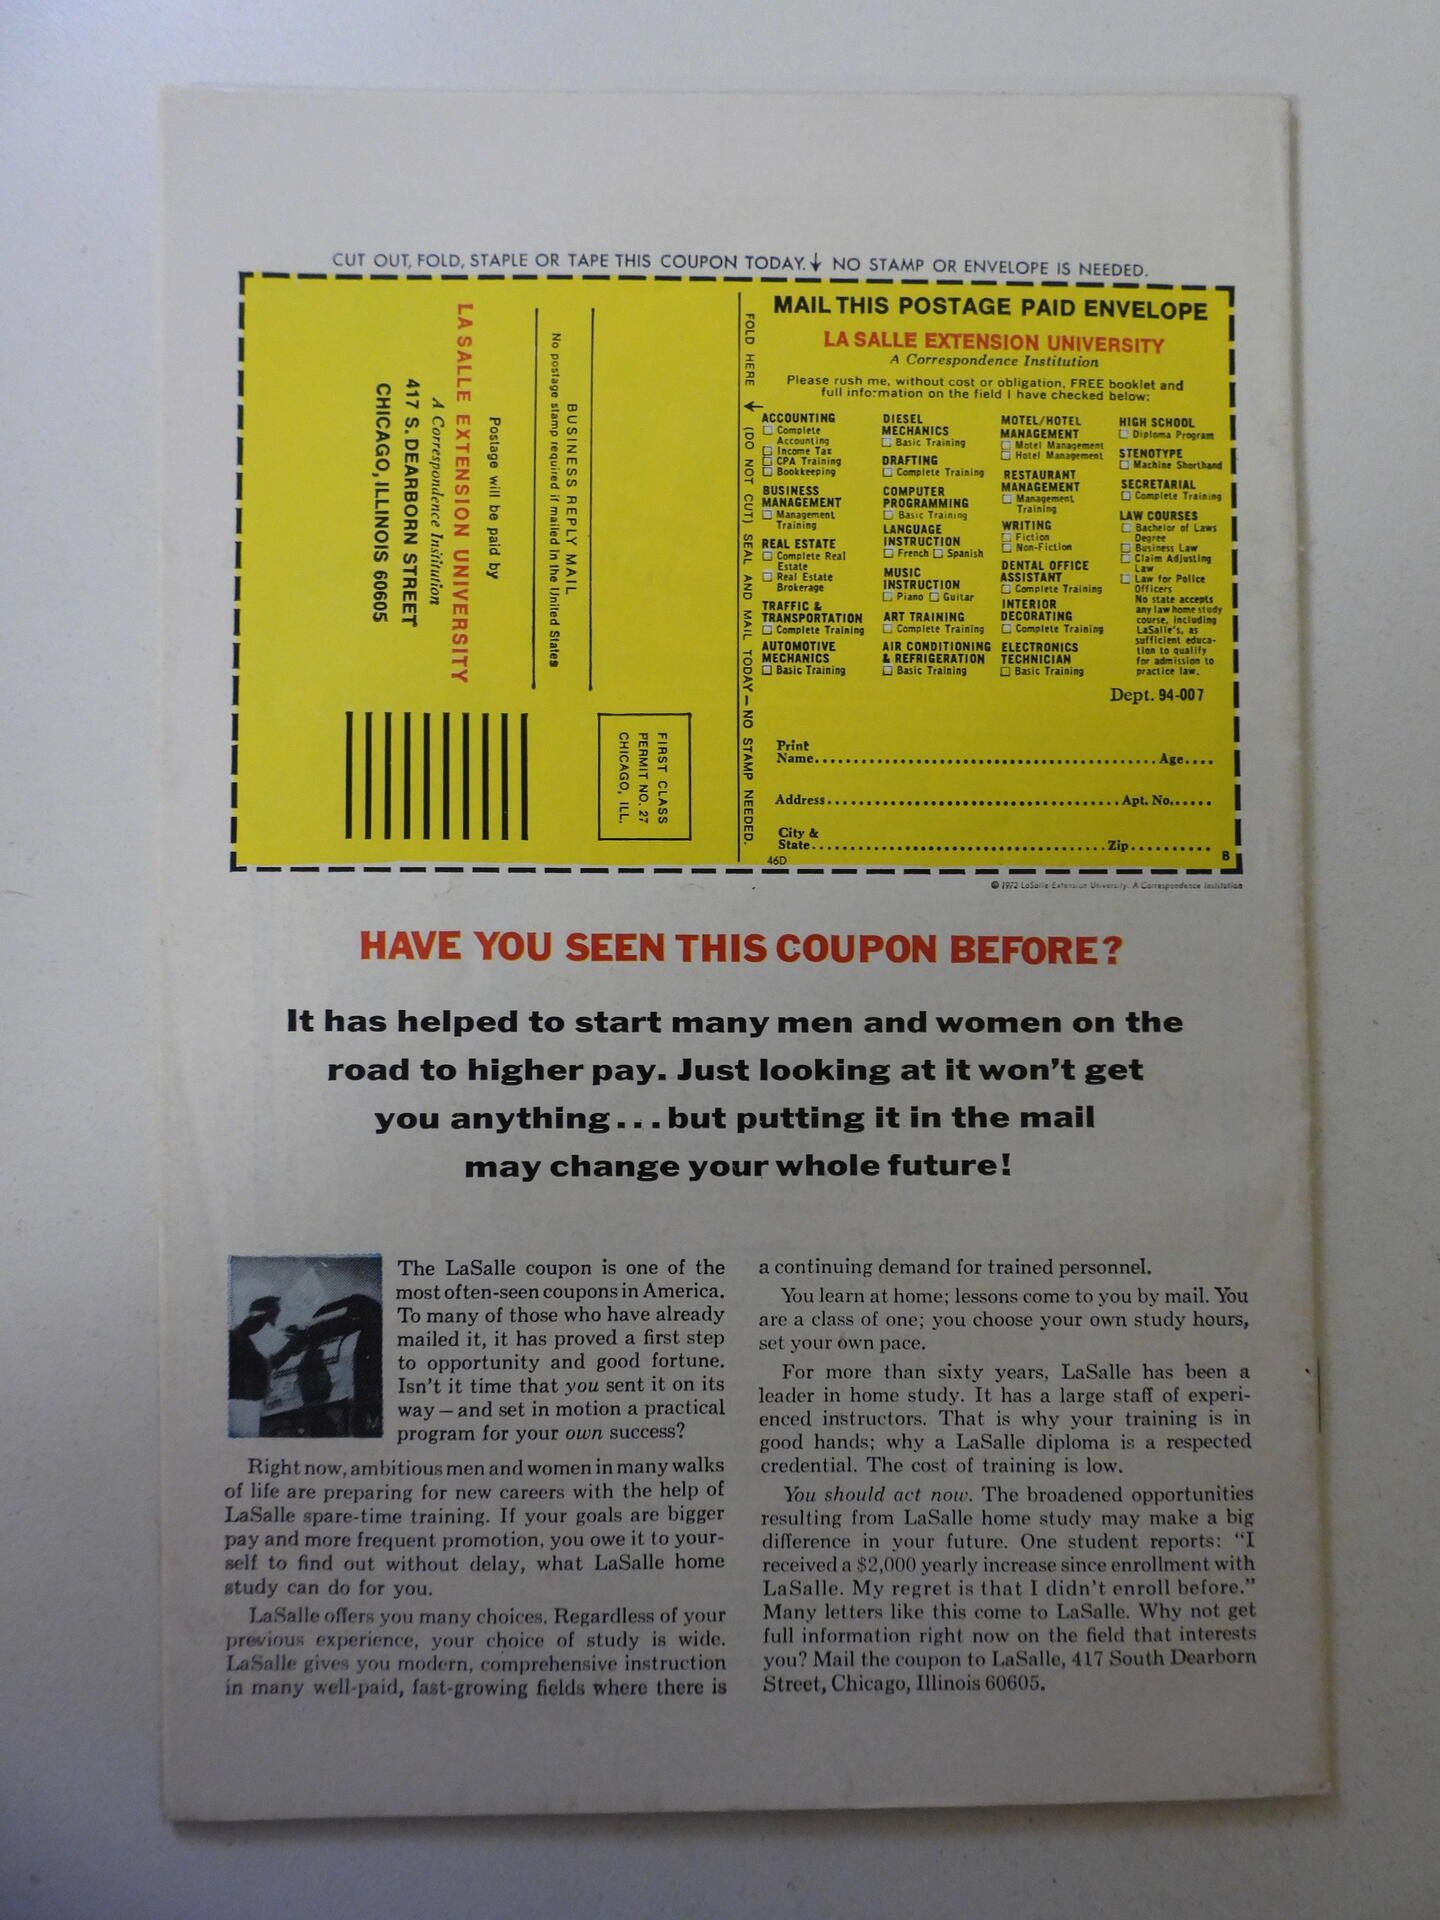 CUT OUT, FOLD, STAPLE OR TAPE THIS COUPON TODAY.↓ NO STAMP OR ENVELOPE IS NEEDED.
BUSINESS REPLY MAIL
No postage stamp required if mailed in the United States
Postage will be paid by
LA SALLE EXTENSION UNIVERSITY
A Correspondence Institution
417 S. DEARBORN STREET
CHICAGO, ILLINOIS 60605
FIRST CLASS
PERMIT NO. 27
CHICAGO, ILL.
FOLD HERE ← (DO NOT CUT) SEAL AND MAIL TODAY — NO STAMP NEEDED.
MAIL THIS POSTAGE PAID ENVELOPE
LA SALLE EXTENSION UNIVERSITY
A Correspondence Institution
Please rush me, without cost or obligation, FREE booklet and
full information on the field I have checked below:
ACCOUNTING
Complete
Accounting
Income Tax
CPA Training
Bookkeeping
BUSINESS
MANAGEMENT
Management
Training
REAL ESTATE
Complete Real
Estate
Real Estate
Brokerage
TRAFFIC &
TRANSPORTATION
Complete Training
AUTOMOTIVE
MECHANICS
Basic Training
DIESEL
MECHANICS
Basic Training
DRAFTING
Complete Training
COMPUTER
PROGRAMMING
Basic Training
LANGUAGE
INSTRUCTION
French Spanish
MUSIC
INSTRUCTION
Piano Guitar
ART TRAINING
Complete Training
AIR CONDITIONING
& REFRIGERATION
Basic Training
MOTEL/HOTEL
MANAGEMENT
Motel Management
Hotel Management
RESTAURANT
MANAGEMENT
Management
Training
WRITING
Fiction
Non-Fiction
DENTAL OFFICE
ASSISTANT
Complete Training
INTERIOR
DECORATING
Complete Training
ELECTRONICS
TECHNICIAN
Basic Training
HIGH SCHOOL
Diploma Program
STENOTYPE
Machine Shorthand
SECRETARIAL
Complete Training
LAW COURSES
Bachelor of Laws
Degree
Business Law
Claim Adjusting
Law
Law for Police
Officers
No state accepts
any law home study
course, including
LaSalle's, as
sufficient educa-
tion to qualify
for admission to
practice law.
Dept. 94-007
Print
Name Age
Address Apt. No.
City &
State Zip
46D B
© 1972 LaSalle Extension University. A Correspondence Institution
HAVE YOU SEEN THIS COUPON BEFORE?
It has helped to start many men and women on the
road to higher pay. Just looking at it won't get
you anything...but putting it in the mail
may change your whole future!
The LaSalle coupon is one of the
most often-seen coupons in America.
To many of those who have already
mailed it, it has proved a first step
to opportunity and good fortune.
Isn't it time that you sent it on its
way – and set in motion a practical
program for your own success?
Right now, ambitious men and women in many walks
of life are preparing for new careers with the help of
LaSalle spare-time training. If your goals are bigger
pay and more frequent promotion, you owe it to your-
self to find out without delay, what LaSalle home
study can do for you.
LaSalle offers you many choices. Regardless of your
previous experience, your choice of study is wide.
LaSalle gives you modern, comprehensive instruction
in many well-paid, fast-growing fields where there is
a continuing demand for trained personnel.
You learn at home; lessons come to you by mail. You
are a class of one; you choose your own study hours,
set your own pace.
For more than sixty years, LaSalle has been a
leader in home study. It has a large staff of experi-
enced instructors. That is why your training is in
good hands; why a LaSalle diploma is a respected
credential. The cost of training is low.
You should act now. The broadened opportunities
resulting from LaSalle home study may make a big
difference in your future. One student reports: "I
received a $2,000 yearly increase since enrollment with
LaSalle. My regret is that I didn't enroll before."
Many letters like this come to LaSalle. Why not get
full information right now on the field that interests
you? Mail the coupon to LaSalle, 417 South Dearborn
Street, Chicago, Illinois 60605.